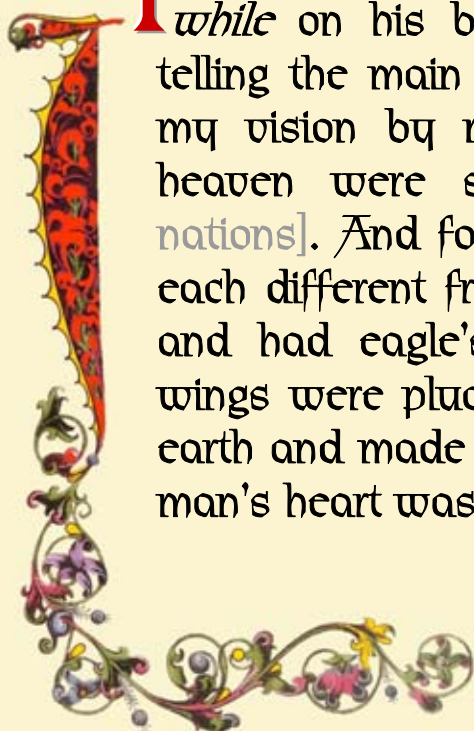 while on his b
telling the main
my vision by r
heaven were s
nations]. And fo
each different fr
and had eagle's
wings were pluc
earth and made
man's heart was